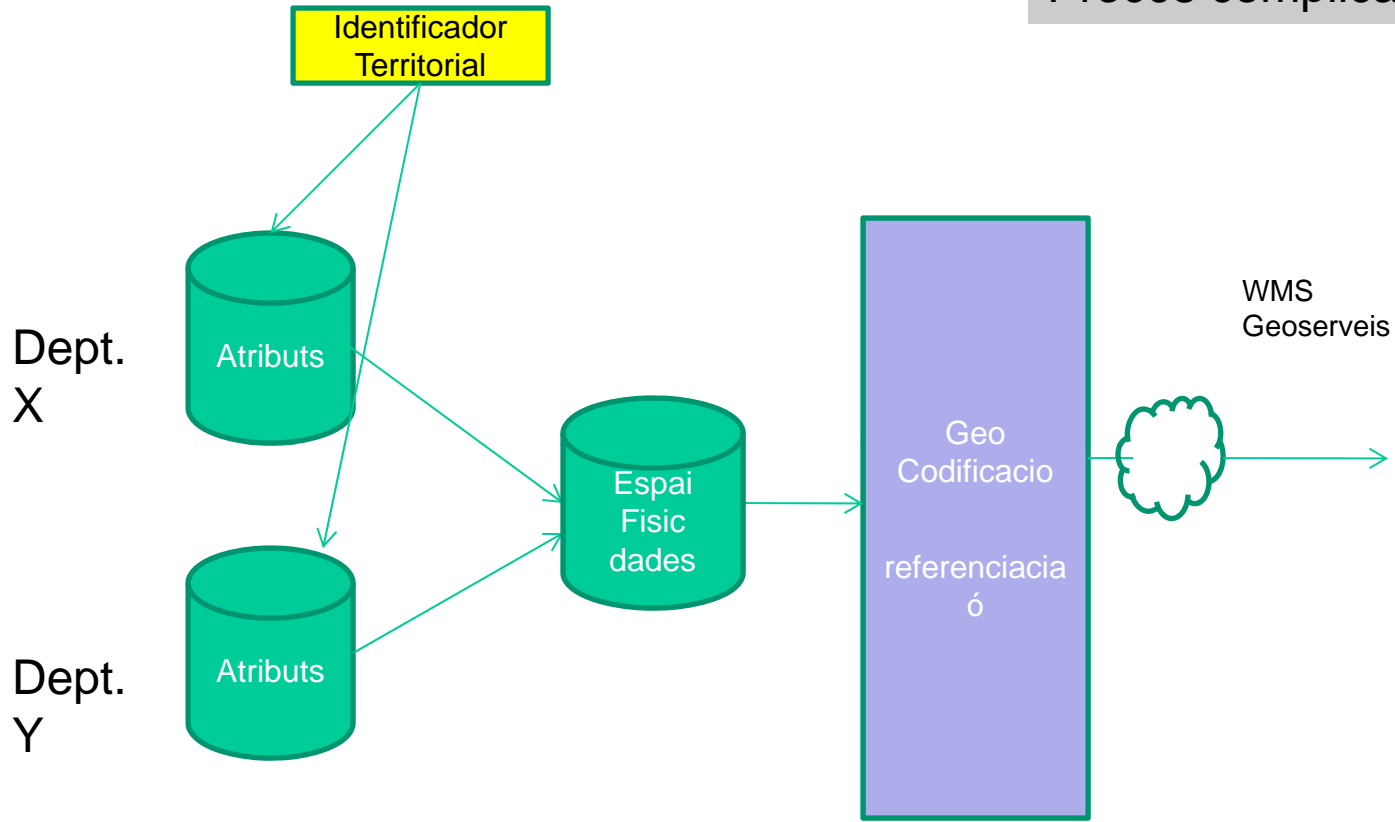 Identificador
Territorial
Dept.
X
Atributs
Dept.
Y
Atributs
Espai
Fisic
dades
Geo
Codificacio
referenciacia
ó
WMS
Geoserveis